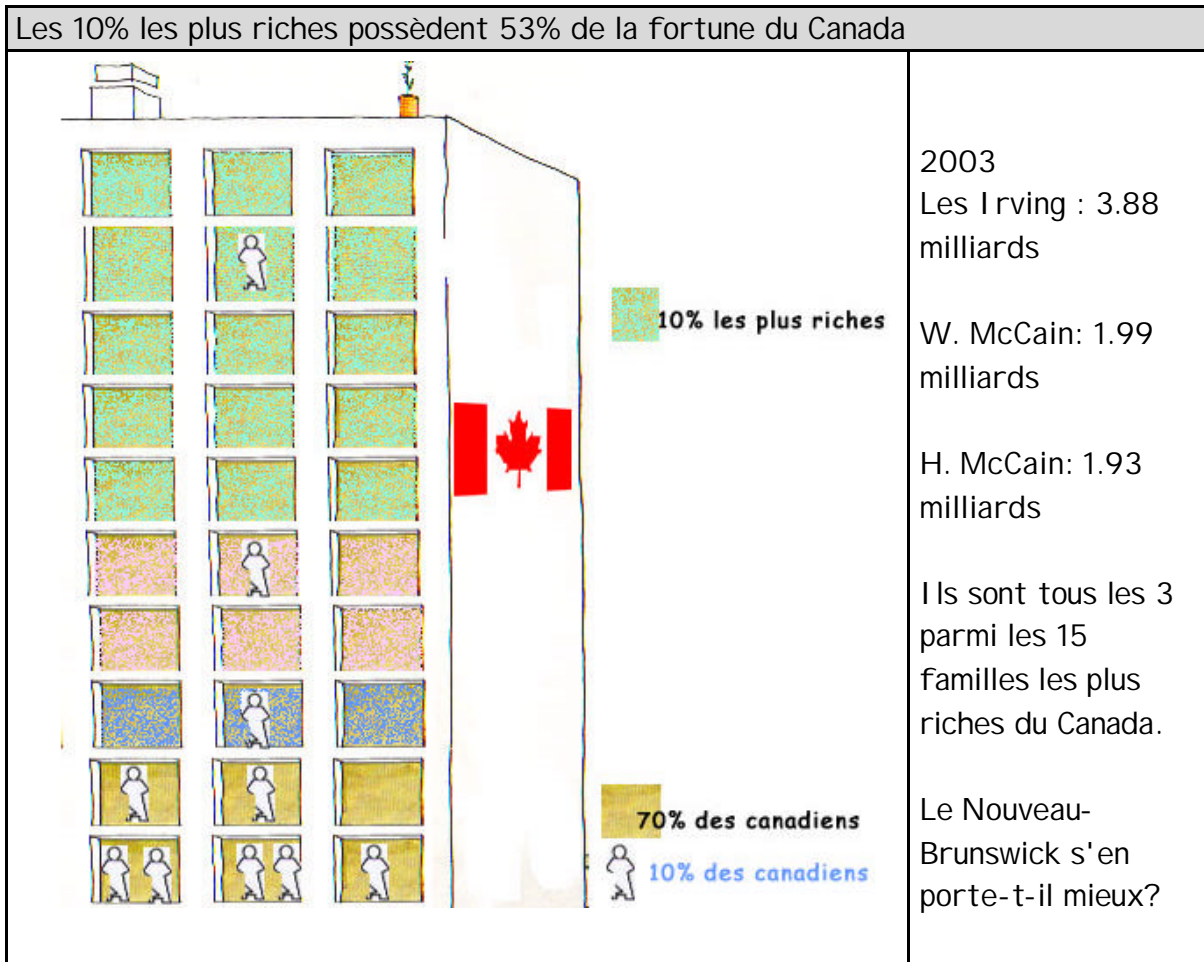 Les 10% les plus riches possèdent 53% de la fortune du Canada
10% les plus riches
70% des canadiens
10% des canadiens
2003
Les Irving : 3.88
milliards
W. McCain: 1.99
milliards
H. McCain: 1.93
milliards
Ils sont tous les 3
parmi les 15
familles les plus
riches du Canada.
Le Nouveau-
Brunswick s'en
porte-t-il mieux?